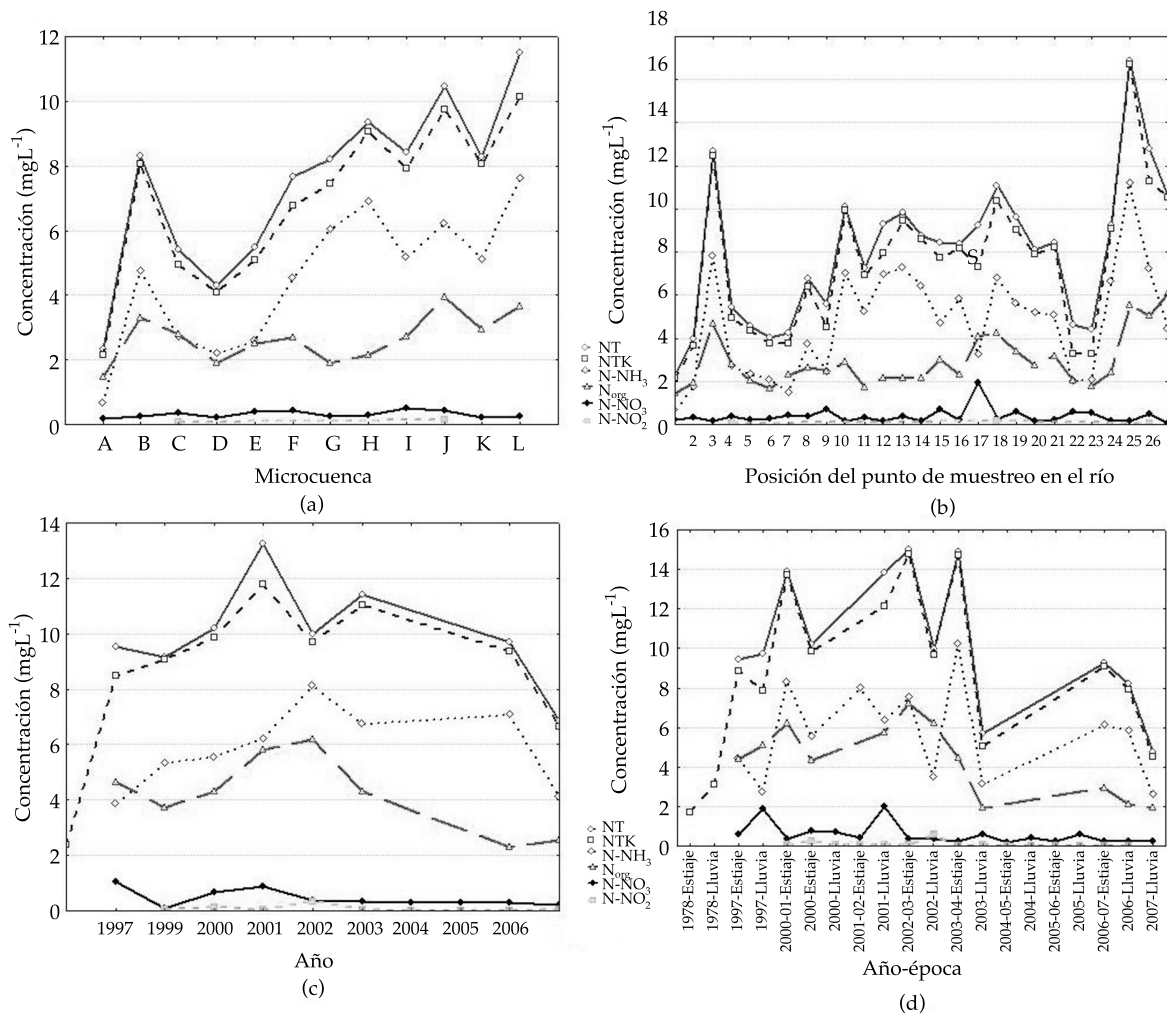 12
10
8
6
4
2
0
Concentración (mgL⁻¹)
A B C D E F G H I J K L
Microcuenca
(a)
18
16
14
12
10
8
6
4
2
0
Concentración (mgL⁻¹)
S
NT
NTK
N-NH₃
Norg
N-NO₃
N-NO₂
2 3 4 5 6 7 8 9 10 11 12 13 14 15 16 17 18 19 20 21 22 23 24 25 26
Posición del punto de muestreo en el río
(b)
14
12
10
8
6
4
2
0
Concentración (mgL⁻¹)
1997 1999 2000 2001 2002 2003 2005 2006
Año
(c)
16
14
12
10
8
6
4
2
0
Concentración (mgL⁻¹)
NT
NTK
N-NH₃
Norg
N-NO₃
N-NO₂
1978-Estiaje
1978-Lluvia
1997-Estiaje
1997-Lluvia
2000-01-Estiaje
2000-Lluvia
2001-02-Estiaje
2001-Lluvia
2002-03-Estiaje
2002-Lluvia
2003-04-Estiaje
2003-Lluvia
2004-05-Estiaje
2004-Lluvia
2005-06-Estiaje
2005-Lluvia
2006-07-Estiaje
2006-Lluvia
2007-Lluvia
Año-época
(d)